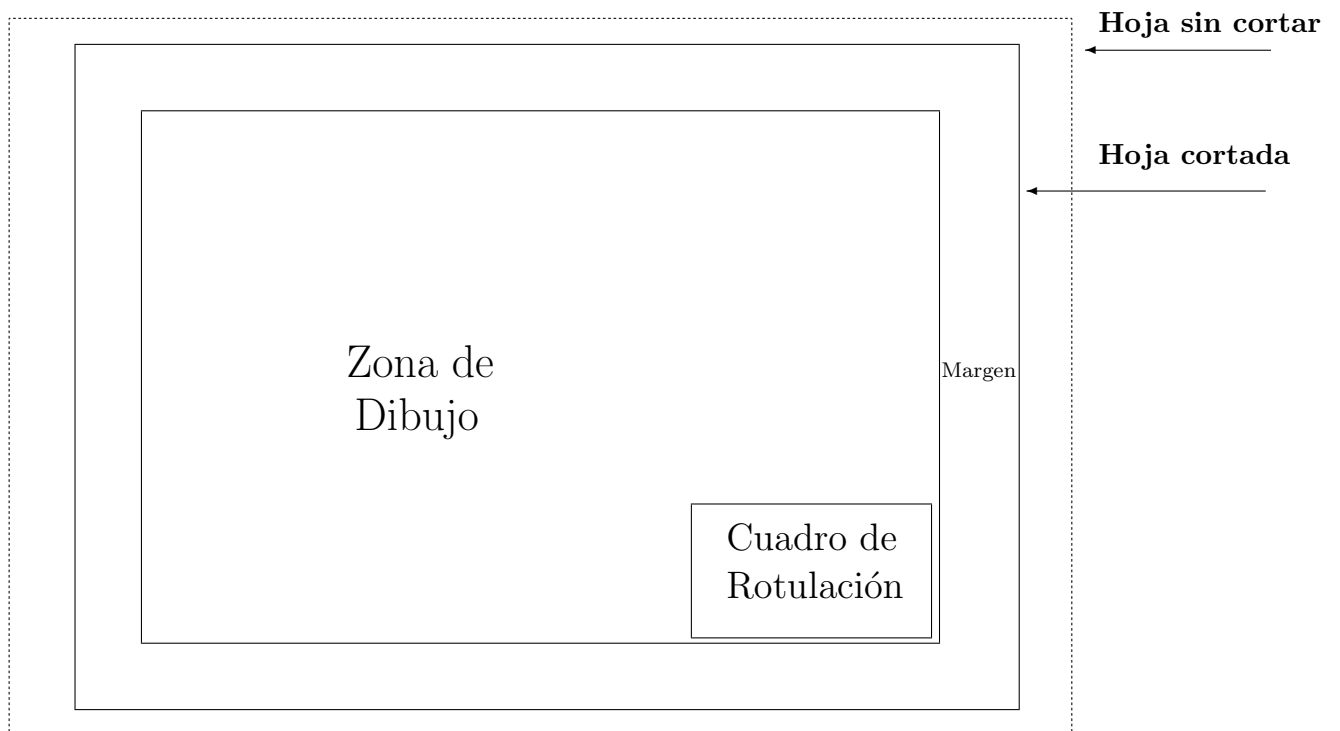 Hoja sin cortar
Hoja cortada
Zona de
Dibujo
Margen
Cuadro de
Rotulación